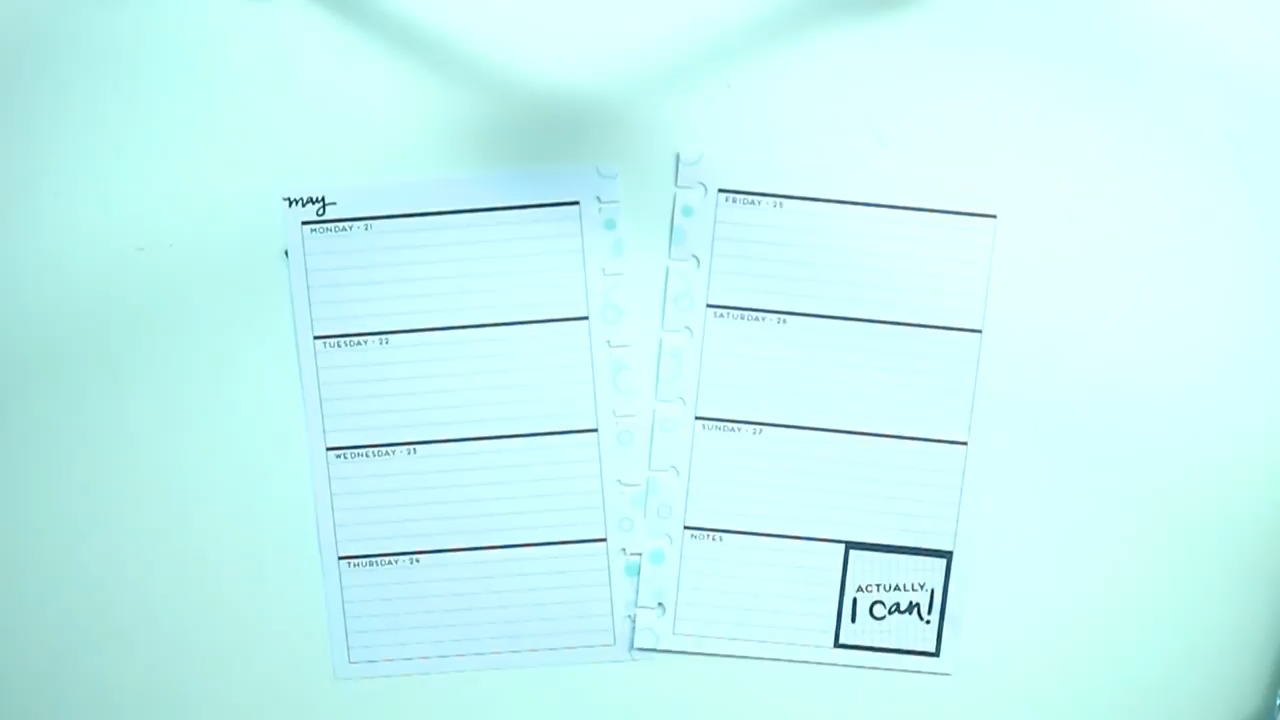 may
MONDAY · 21
TUESDAY · 22
WEDNESDAY · 23
THURSDAY · 24
FRIDAY · 25
SATURDAY · 26
SUNDAY · 27
NOTES
ACTUALLY,
I can!